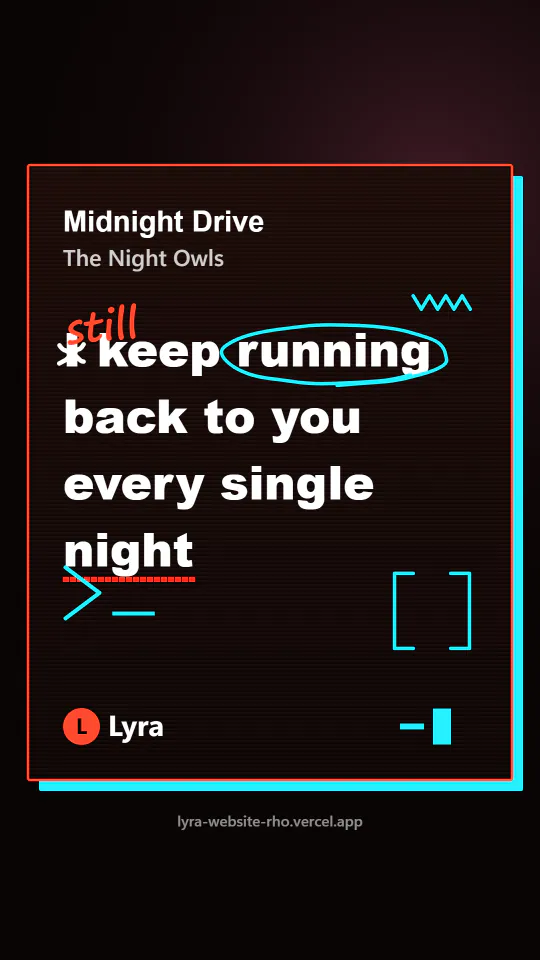 Midnight Drive
The Night Owls
still
I keep running
back to you
every single
night
>_
[ ]
L Lyra
lyra-website-rho.vercel.app